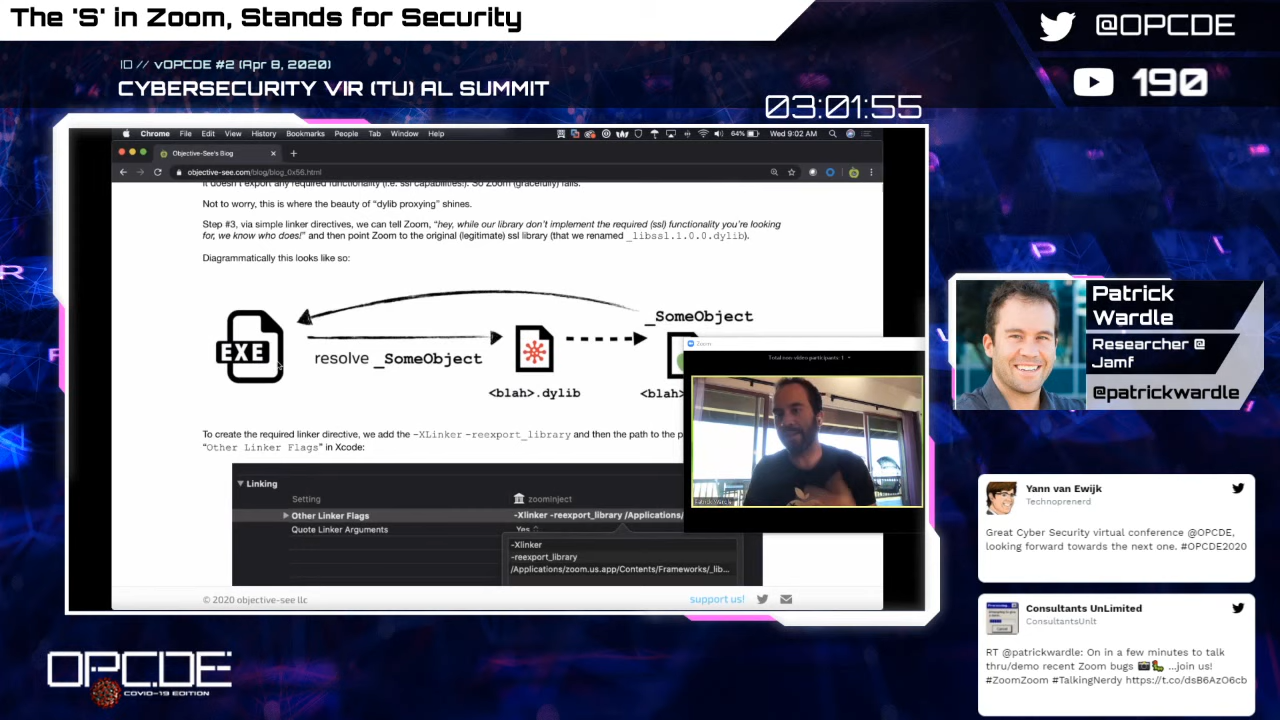 The 'S' in Zoom, Stands for Security
@OPCDE
ID // vOPCDE #2 (Apr 8, 2020)
CYBERSECURITY VIR (TU) AL SUMMIT
190
03:01:55
Chrome File Edit View History Bookmarks People Tab Window Help
64% Wed 9:02 AM
Objective-See's Blog
objective-see.com/blog/blog_0x56.html
it doesn't export any required functionality (i.e. ssl capabilities!). So Zoom (gracefully) fails.
Not to worry, this is where the beauty of "dylib proxying" shines.
Step #3, via simple linker directives, we can tell Zoom, "hey, while our library don't implement the required (ssl) functionality you're looking
for, we know who does!" and then point Zoom to the original (legitimate) ssl library (that we renamed _libssl.1.0.0.dylib).
Diagrammatically this looks like so:
_SomeObject
EXE
resolve _SomeObject
<blah>.dylib
<blah>
Zoom
Total non-video participants: 1
To create the required linker directive, we add the -XLinker -reexport_library and then the path to the p
"Other Linker Flags" in Xcode:
Linking
Setting
zoomInject
Other Linker Flags
-Xlinker -reexport_library /Applications/
Quote Linker Arguments
Yes
-Xlinker
-reexport_library
/Applications/zoom.us.app/Contents/Frameworks/_lib...
© 2020 objective-see llc
support us!
Patrick
Wardle
Researcher @
Jamf
@patrickwardle
Yann van Ewijk
Technoprenerd
Great Cyber Security virtual conference @OPCDE,
looking forward towards the next one. #OPCDE2020
Consultants UnLimited
ConsultantsUnlt
RT @patrickwardle: On in a few minutes to talk
thru/demo recent Zoom bugs 📷🐛 ...join us!
#ZoomZoom #TalkingNerdy https://t.co/dsB6AzO6cb
OPCDE
COVID-19 EDITION